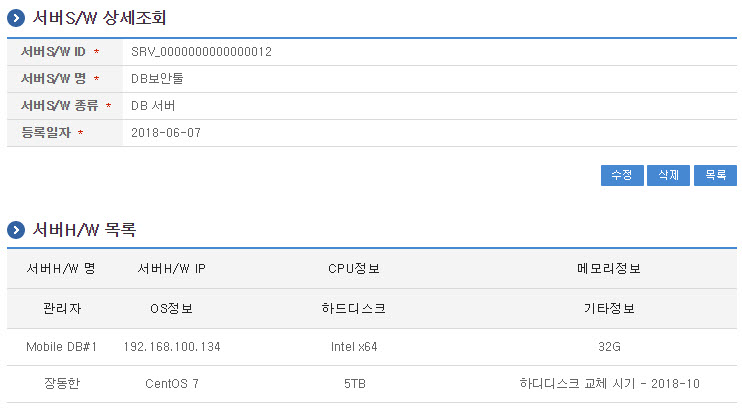 서버S/W 상세조회
서버S/W ID * SRV_0000000000000012
서버S/W 명 * DB보안툴
서버S/W 종류 * DB 서버
등록일자 * 2018-06-07
수정 삭제 목록
서버H/W 목록
서버H/W 명 서버H/W IP CPU정보 메모리정보
관리자 OS정보 하드디스크 기타정보
Mobile DB#1 192.168.100.134 Intel x64 32G
장동한 CentOS 7 5TB 하디디스크 교체 시기 - 2018-10